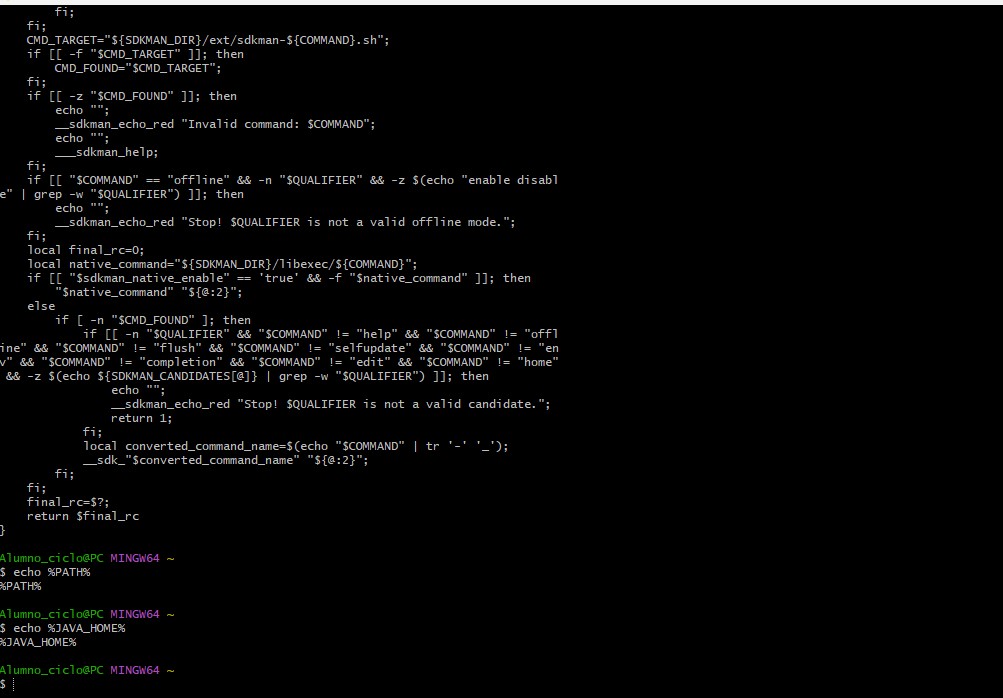 fi;
    fi;
    CMD_TARGET="${SDKMAN_DIR}/ext/sdkman-${COMMAND}.sh";
    if [[ -f "$CMD_TARGET" ]]; then
        CMD_FOUND="$CMD_TARGET";
    fi;
    if [[ -z "$CMD_FOUND" ]]; then
        echo "";
        __sdkman_echo_red "Invalid command: $COMMAND";
        echo "";
        ___sdkman_help;
    fi;
    if [[ "$COMMAND" == "offline" && -n "$QUALIFIER" && -z $(echo "enable disabl
e" | grep -w "$QUALIFIER") ]]; then
        echo "";
        __sdkman_echo_red "Stop! $QUALIFIER is not a valid offline mode.";
    fi;
    local final_rc=0;
    local native_command="${SDKMAN_DIR}/libexec/${COMMAND}";
    if [[ "$sdkman_native_enable" == 'true' && -f "$native_command" ]]; then
        "$native_command" "${@:2}";
    else
        if [ -n "$CMD_FOUND" ]; then
            if [[ -n "$QUALIFIER" && "$COMMAND" != "help" && "$COMMAND" != "offl
ine" && "$COMMAND" != "flush" && "$COMMAND" != "selfupdate" && "$COMMAND" != "en
v" && "$COMMAND" != "completion" && "$COMMAND" != "edit" && "$COMMAND" != "home"
 && -z $(echo ${SDKMAN_CANDIDATES[@]} | grep -w "$QUALIFIER") ]]; then
                echo "";
                __sdkman_echo_red "Stop! $QUALIFIER is not a valid candidate.";
                return 1;
            fi;
            local converted_command_name=$(echo "$COMMAND" | tr '-' '_');
            __sdk_"$converted_command_name" "${@:2}";
        fi;
    fi;
    final_rc=$?;
    return $final_rc
}
Alumno_ciclo@PC MINGW64 ~
$ echo %PATH%
%PATH%
Alumno_ciclo@PC MINGW64 ~
$ echo %JAVA_HOME%
%JAVA_HOME%
Alumno_ciclo@PC MINGW64 ~
$